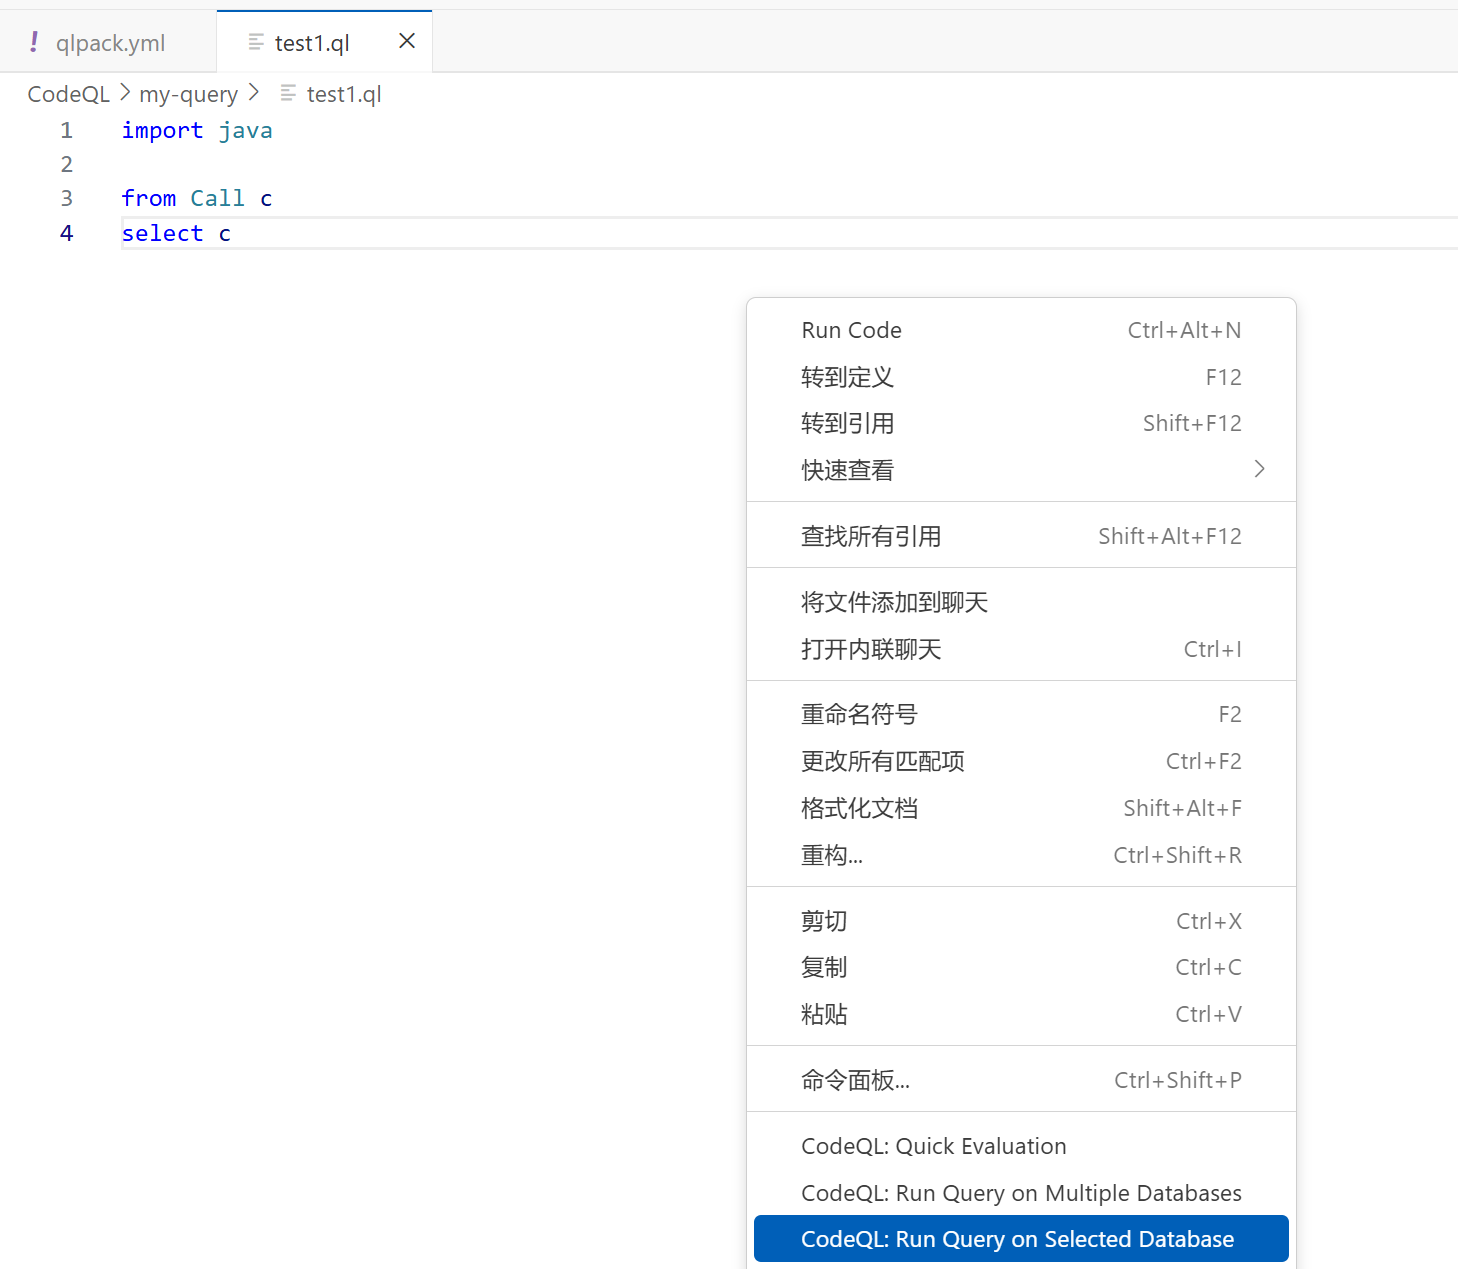 ! qlpack.yml test1.ql
CodeQL > my-query > test1.ql
1 import java
2
3 from Call c
4 select c
Run Code Ctrl+Alt+N
转到定义 F12
转到引用 Shift+F12
快速查看
查找所有引用 Shift+Alt+F12
将文件添加到聊天
打开内联聊天 Ctrl+I
重命名符号 F2
更改所有匹配项 Ctrl+F2
格式化文档 Shift+Alt+F
重构... Ctrl+Shift+R
剪切 Ctrl+X
复制 Ctrl+C
粘贴 Ctrl+V
命令面板... Ctrl+Shift+P
CodeQL: Quick Evaluation
CodeQL: Run Query on Multiple Databases
CodeQL: Run Query on Selected Database